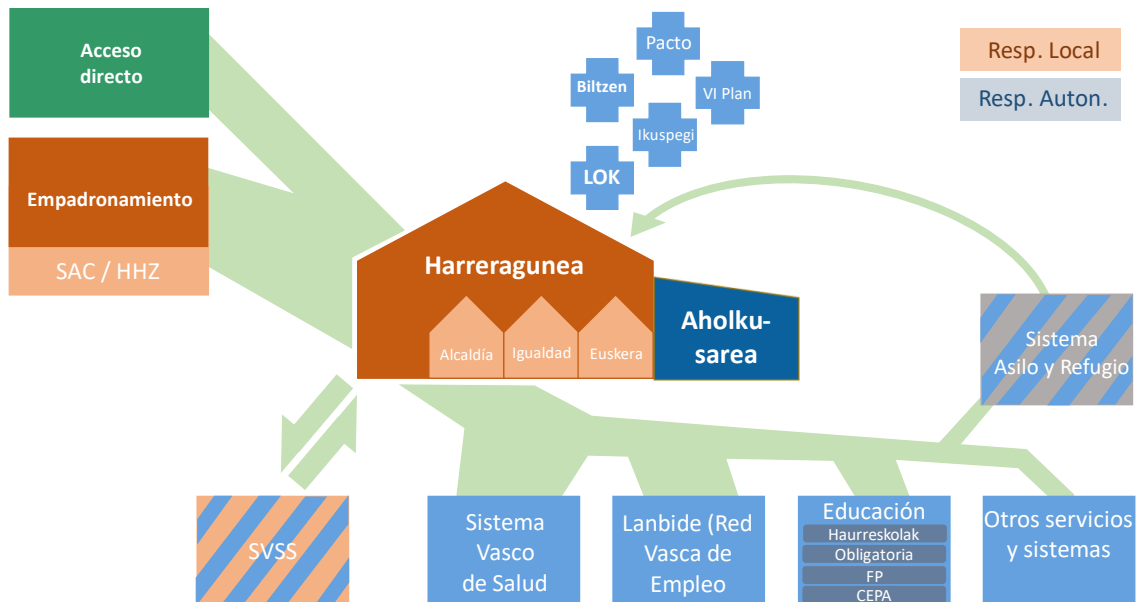 Acceso
directo
Empadronamiento
SAC / HHZ
Pacto
Biltzen
VI Plan
Ikuspegi
LOK
Resp. Local
Resp. Auton.
Harreragunea
Alcaldía
Igualdad
Euskera
Aholku-
sarea
Sistema
Asilo y Refugio
SVSS
Sistema
Vasco
de Salud
Lanbide (Red
Vasca de
Empleo
Educación
Haurreskolak
Obligatoria
FP
CEPA
Otros servicios
y sistemas